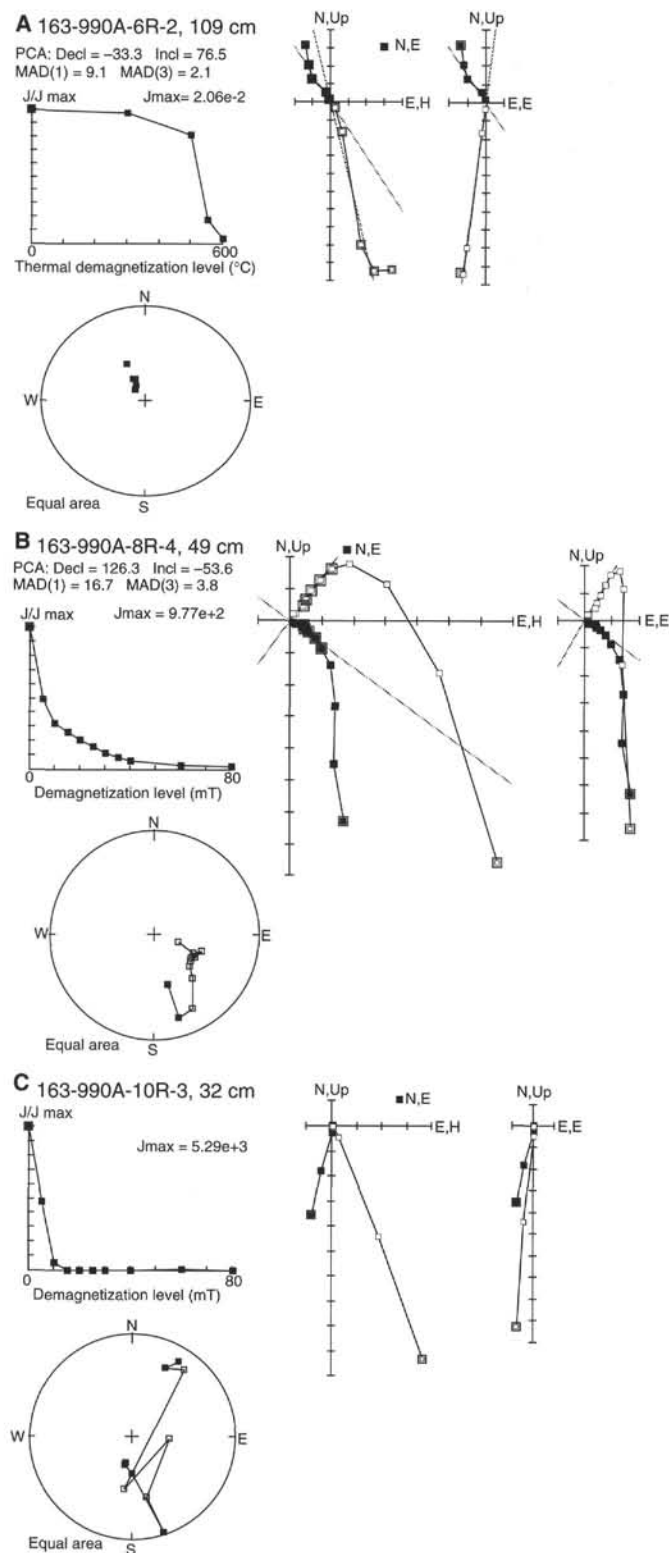 A 163-990A-6R-2, 109 cm
PCA: Decl = −33.3 Incl = 76.5
MAD(1) = 9.1 MAD(3) = 2.1
J/J max Jmax= 2.06e-2
0 600
Thermal demagnetization level (°C)
N,Up
N,E
E,H
N,Up
E,E
N
W
E
S
Equal area
B 163-990A-8R-4, 49 cm
PCA: Decl = 126.3 Incl = −53.6
MAD(1) = 16.7 MAD(3) = 3.8
J/J max Jmax = 9.77e+2
0 80
Demagnetization level (mT)
N,Up
N,E
E,H
N,Up
E,E
N
W
E
S
Equal area
C 163-990A-10R-3, 32 cm
J/J max
Jmax = 5.29e+3
0 80
Demagnetization level (mT)
N,Up
N,E
E,H
N,Up
E,E
N
W
E
S
Equal area